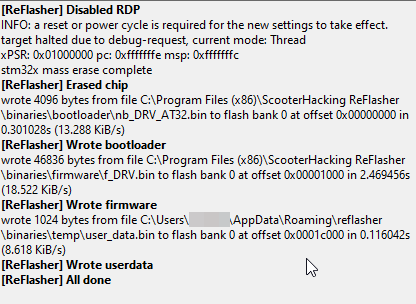 [ReFlasher] Disabled RDP
INFO: a reset or power cycle is required for the new settings to take effect.
target halted due to debug-request, current mode: Thread
xPSR: 0x01000000 pc: 0xfffffffe msp: 0xfffffffc
stm32x mass erase complete
[ReFlasher] Erased chip
wrote 4096 bytes from file C:\Program Files (x86)\ScooterHacking ReFlasher
\binaries\bootloader\nb_DRV_AT32.bin to flash bank 0 at offset 0x00000000 in
0.301028s (13.288 KiB/s)
[ReFlasher] Wrote bootloader
wrote 46836 bytes from file C:\Program Files (x86)\ScooterHacking ReFlasher
\binaries\firmware\f_DRV.bin to flash bank 0 at offset 0x00001000 in 2.469456s
(18.522 KiB/s)
[ReFlasher] Wrote firmware
wrote 1024 bytes from file C:\Users\ \AppData\Roaming\reflasher
\binaries\temp\user_data.bin to flash bank 0 at offset 0x0001c000 in 0.116042s
(8.618 KiB/s)
[ReFlasher] Wrote userdata
[ReFlasher] All done